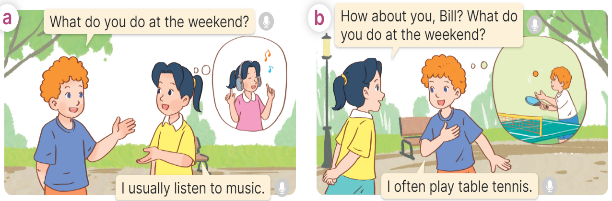 a
What do you do at the weekend?
I usually listen to music.
b
How about you, Bill? What do
you do at the weekend?
I often play table tennis.